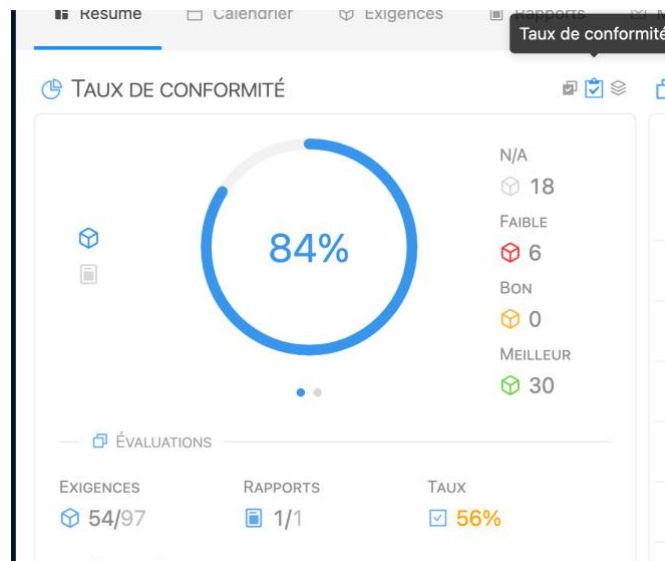 Résumé
Calendrier
Exigences
Rapports
Taux de conformité
TAUX DE CONFORMITÉ
84%
N/A
18
FAIBLE
6
BON
0
MEILLEUR
30
ÉVALUATIONS
EXIGENCES
RAPPORTS
TAUX
54/97
1/1
56%